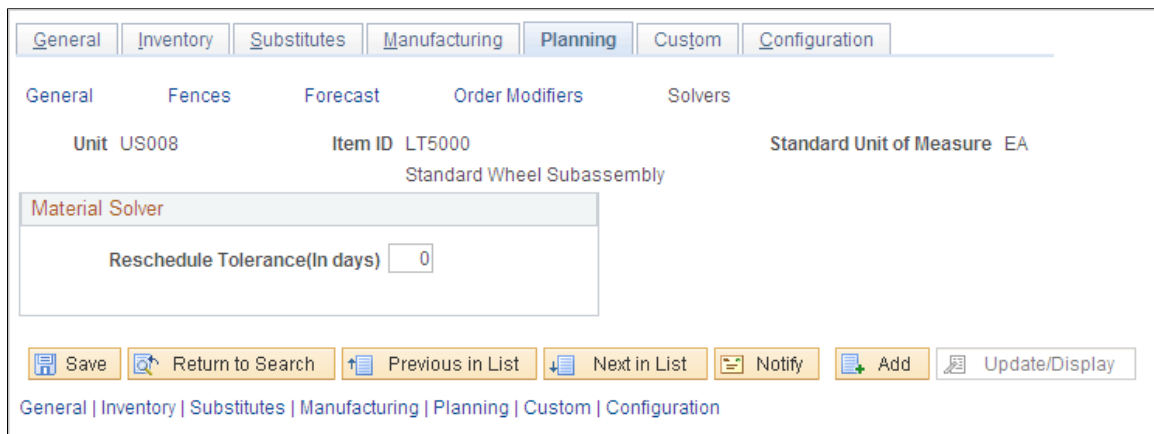 General Inventory Substitutes Manufacturing Planning Custom Configuration
General Fences Forecast Order Modifiers Solvers
Unit US008 Item ID LT5000 Standard Unit of Measure EA
Standard Wheel Subassembly
Material Solver
Reschedule Tolerance(In days) 0
Save Return to Search Previous in List Next in List Notify Add Update/Display
General | Inventory | Substitutes | Manufacturing | Planning | Custom | Configuration